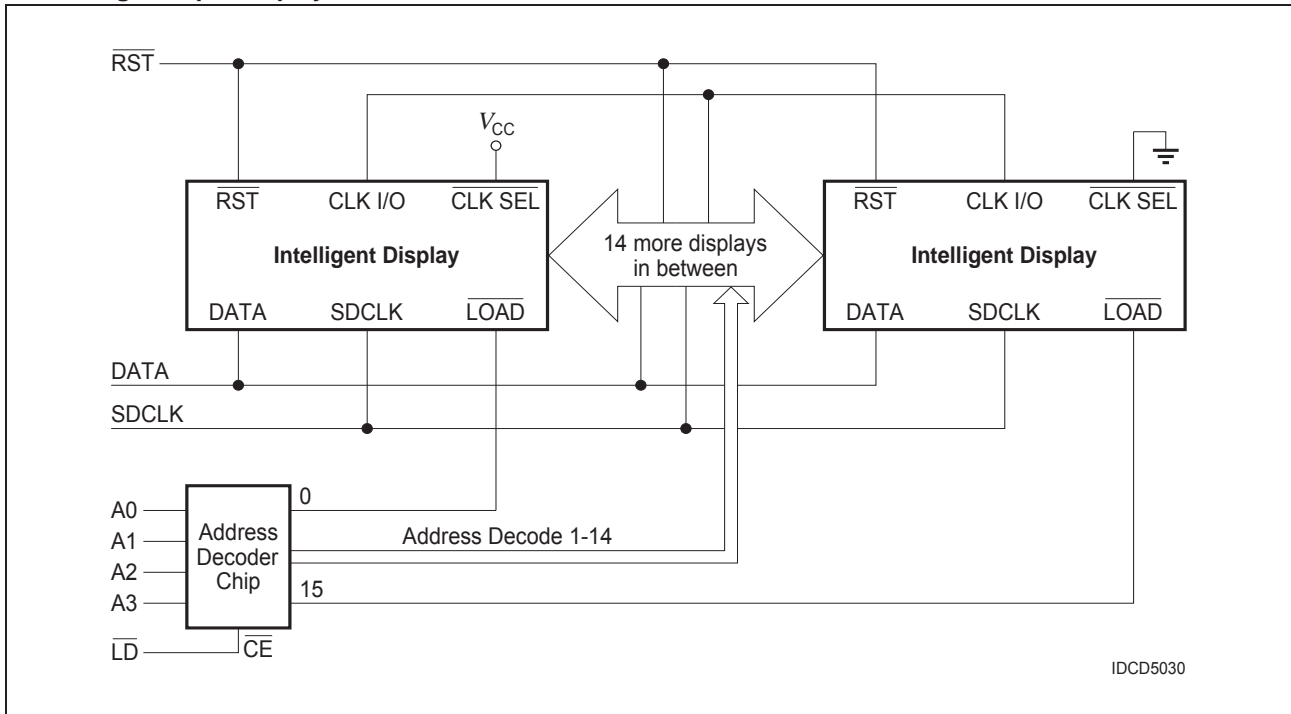 RST
VCC
RST CLK I/O CLK SEL
Intelligent Display
DATA SDCLK LOAD
14 more displays
in between
RST CLK I/O CLK SEL
Intelligent Display
DATA SDCLK LOAD
DATA
SDCLK
A0
A1
A2
A3
Address
Decoder
Chip
0
Address Decode 1-14
15
LD
CE
IDCD5030